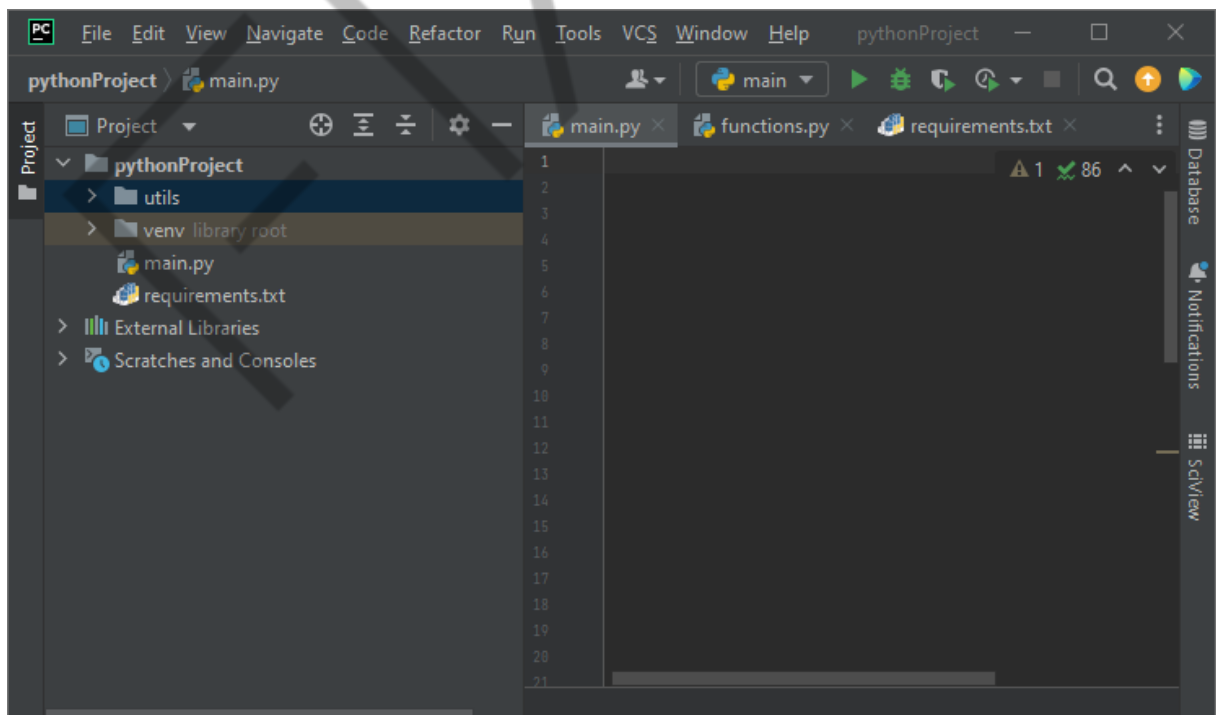 PC File Edit View Navigate Code Refactor Run Tools VCS Window Help pythonProject
pythonProject main.py main
Project
Project
main.py functions.py requirements.txt
pythonProject
utils
venv library root
main.py
requirements.txt
External Libraries
Scratches and Consoles
1
2
3
4
5
6
7
8
9
10
11
12
13
14
15
16
17
18
19
20
21
1 86
Database
Notifications
SciView